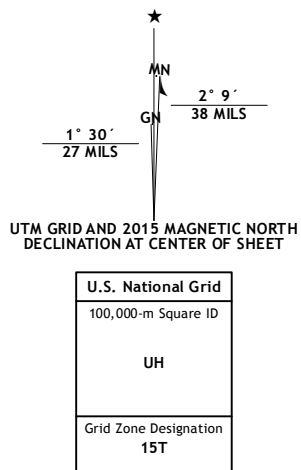 ★
MN
GN
2° 9´
38 MILS
1° 30´
27 MILS
UTM GRID AND 2015 MAGNETIC NORTH
DECLINATION AT CENTER OF SHEET
U.S. National Grid
100,000-m Square ID
UH
Grid Zone Designation
15T